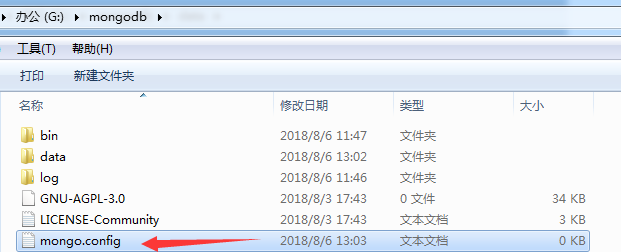 办公 (G:) mongodb
工具(T) 帮助(H)
打印 新建文件夹
名称 修改日期 类型 大小
bin 2018/8/6 11:47 文件夹
data 2018/8/6 13:02 文件夹
log 2018/8/6 11:46 文件夹
GNU-AGPL-3.0 2018/8/3 17:43 0 文件 34 KB
LICENSE-Community 2018/8/3 17:43 文本文档 3 KB
mongo.config 2018/8/6 13:03 文本文档 0 KB